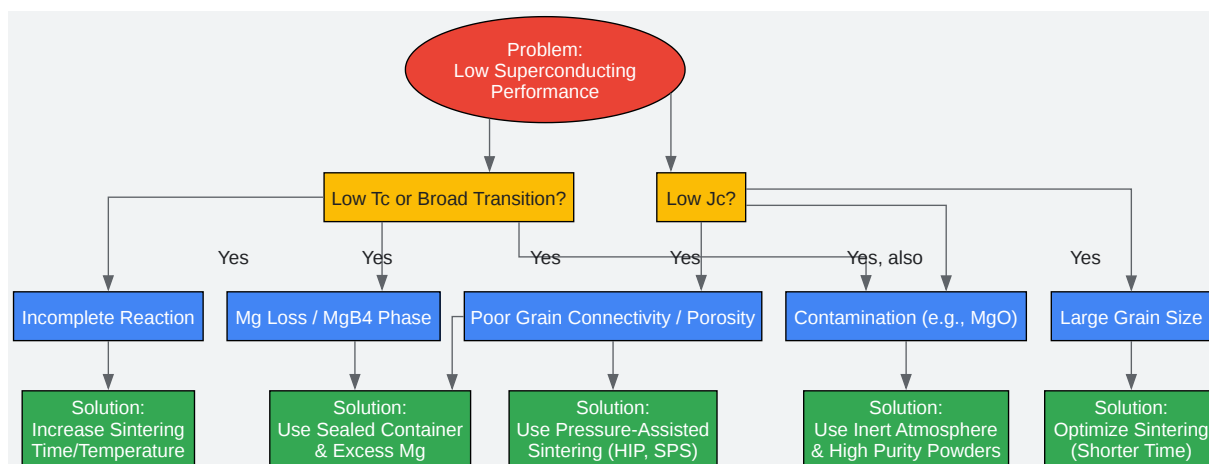 Problem:
Low Superconducting
Performance
Low Tc or Broad Transition?
Low Jc?
Yes
Yes
Yes
Yes
Yes, also
Yes
Incomplete Reaction
Mg Loss / MgB4 Phase
Poor Grain Connectivity / Porosity
Contamination (e.g., MgO)
Large Grain Size
Solution:
Increase Sintering
Time/Temperature
Solution:
Use Sealed Container
& Excess Mg
Solution:
Use Pressure-Assisted
Sintering (HIP, SPS)
Solution:
Use Inert Atmosphere
& High Purity Powders
Solution:
Optimize Sintering
(Shorter Time)